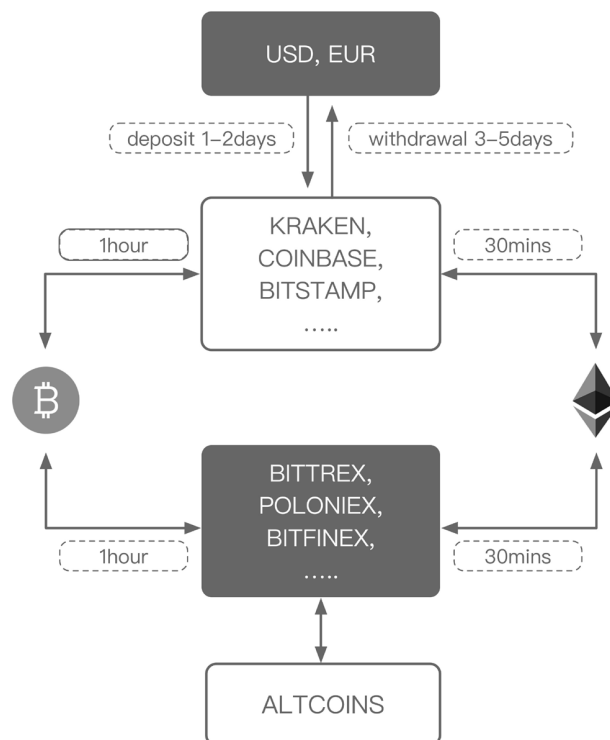 USD, EUR
deposit 1–2days
withdrawal 3–5days
KRAKEN,
COINBASE,
BITSTAMP,
.....
1hour
30mins
BITTREX,
POLONIEX,
BITFINEX,
.....
1hour
30mins
ALTCOINS